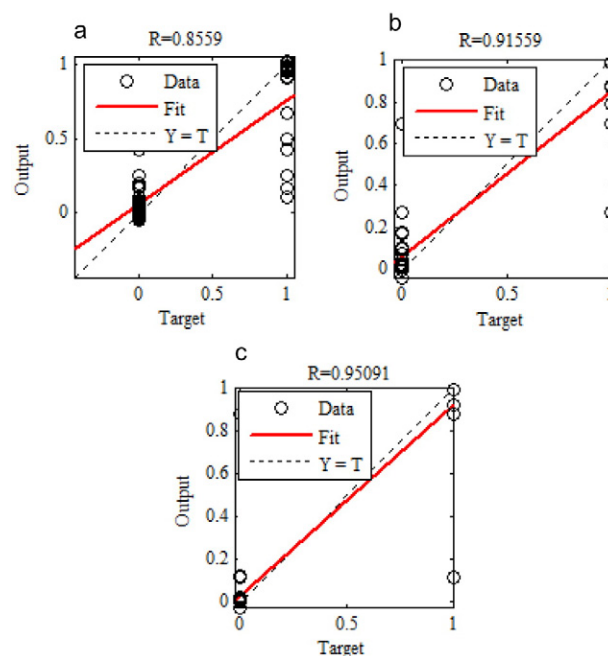 a
R=0.8559
Data
Fit
Y = T
1
0.5
0
Output
0
0.5
1
Target
b
R=0.91559
Data
Fit
Y = T
1
0.8
0.6
0.4
0.2
0
Output
0
0.5
1
Target
c
R=0.95091
Data
Fit
Y = T
1
0.8
0.6
0.4
0.2
0
Output
0
0.5
1
Target